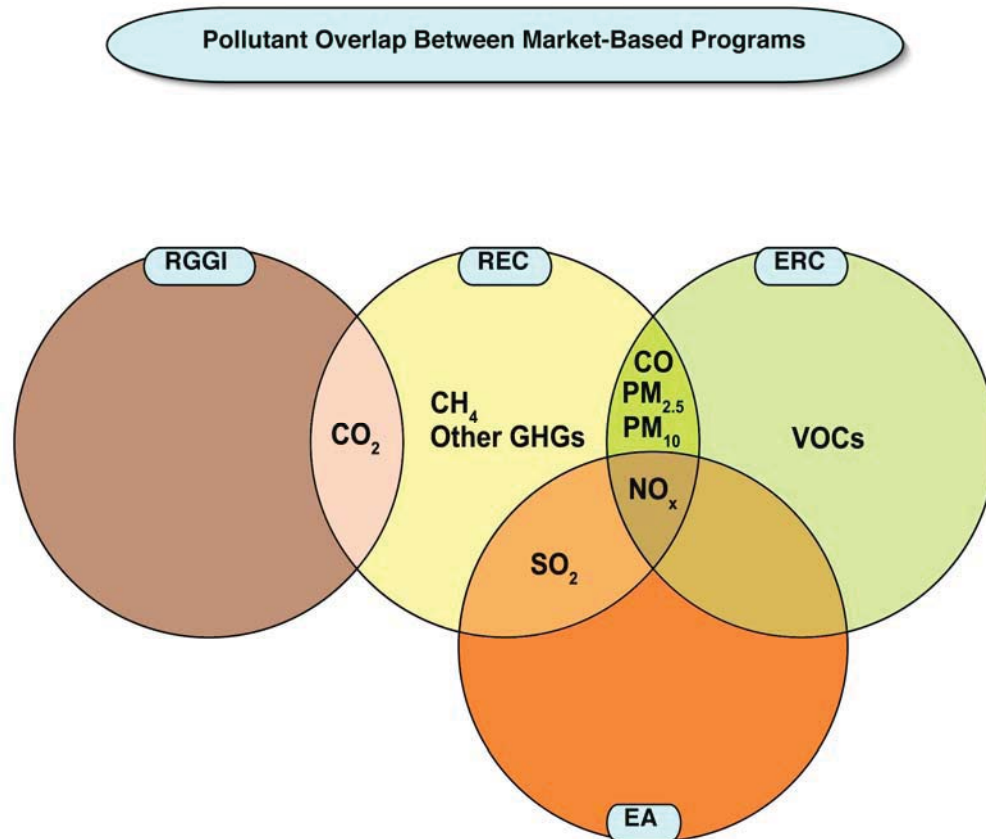 Pollutant Overlap Between Market-Based Programs
RGGI
REC
ERC
CO₂
CH₄
Other GHGs
CO
PM₂.₅
PM₁₀
VOCs
NOₓ
SO₂
EA